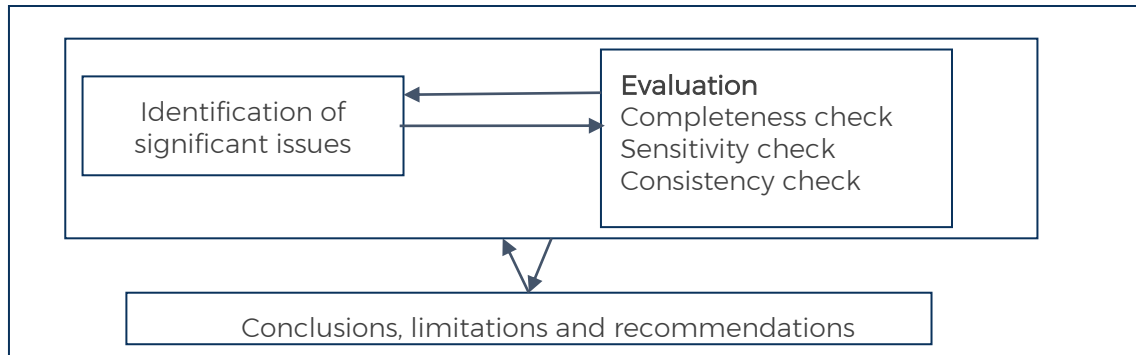 Identification of
significant issues
Evaluation
Completeness check
Sensitivity check
Consistency check
Conclusions, limitations and recommendations